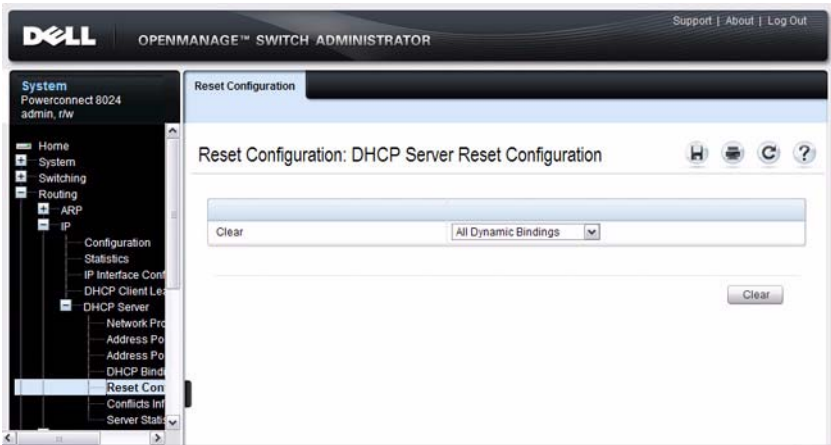 Support | About | Log Out
DELL OPENMANAGE™ SWITCH ADMINISTRATOR
System
Powerconnect 8024
admin, r/w
Home
System
Switching
Routing
ARP
IP
Configuration
Statistics
IP Interface Conf
DHCP Client Lea
DHCP Server
Network Pro
Address Po
Address Po
DHCP Bindi
Reset Con
Conflicts Inf
Server Statis
Reset Configuration
Reset Configuration: DHCP Server Reset Configuration
?
Clear All Dynamic Bindings
Clear